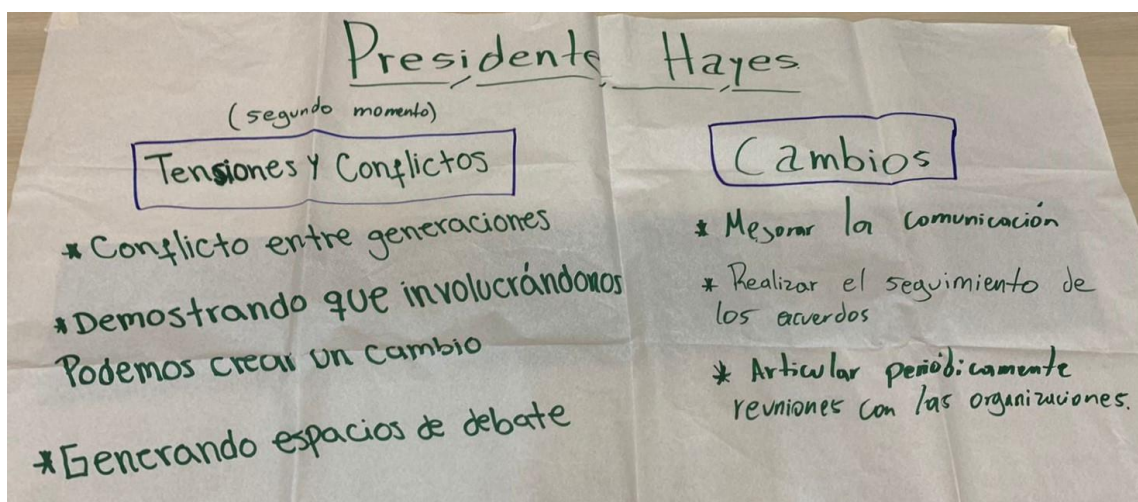 Presidente Hayes
(segundo momento)
Tensiones y Conflictos
* Conflicto entre generaciones
* Demostrando que involucrándonos
Podemos crear un cambio
* Generando espacios de debate
Cambios
* Mejorar la comunicación
* Realizar el seguimiento de
los acuerdos
* Articular periódicamente
reuniones con las organizaciones.